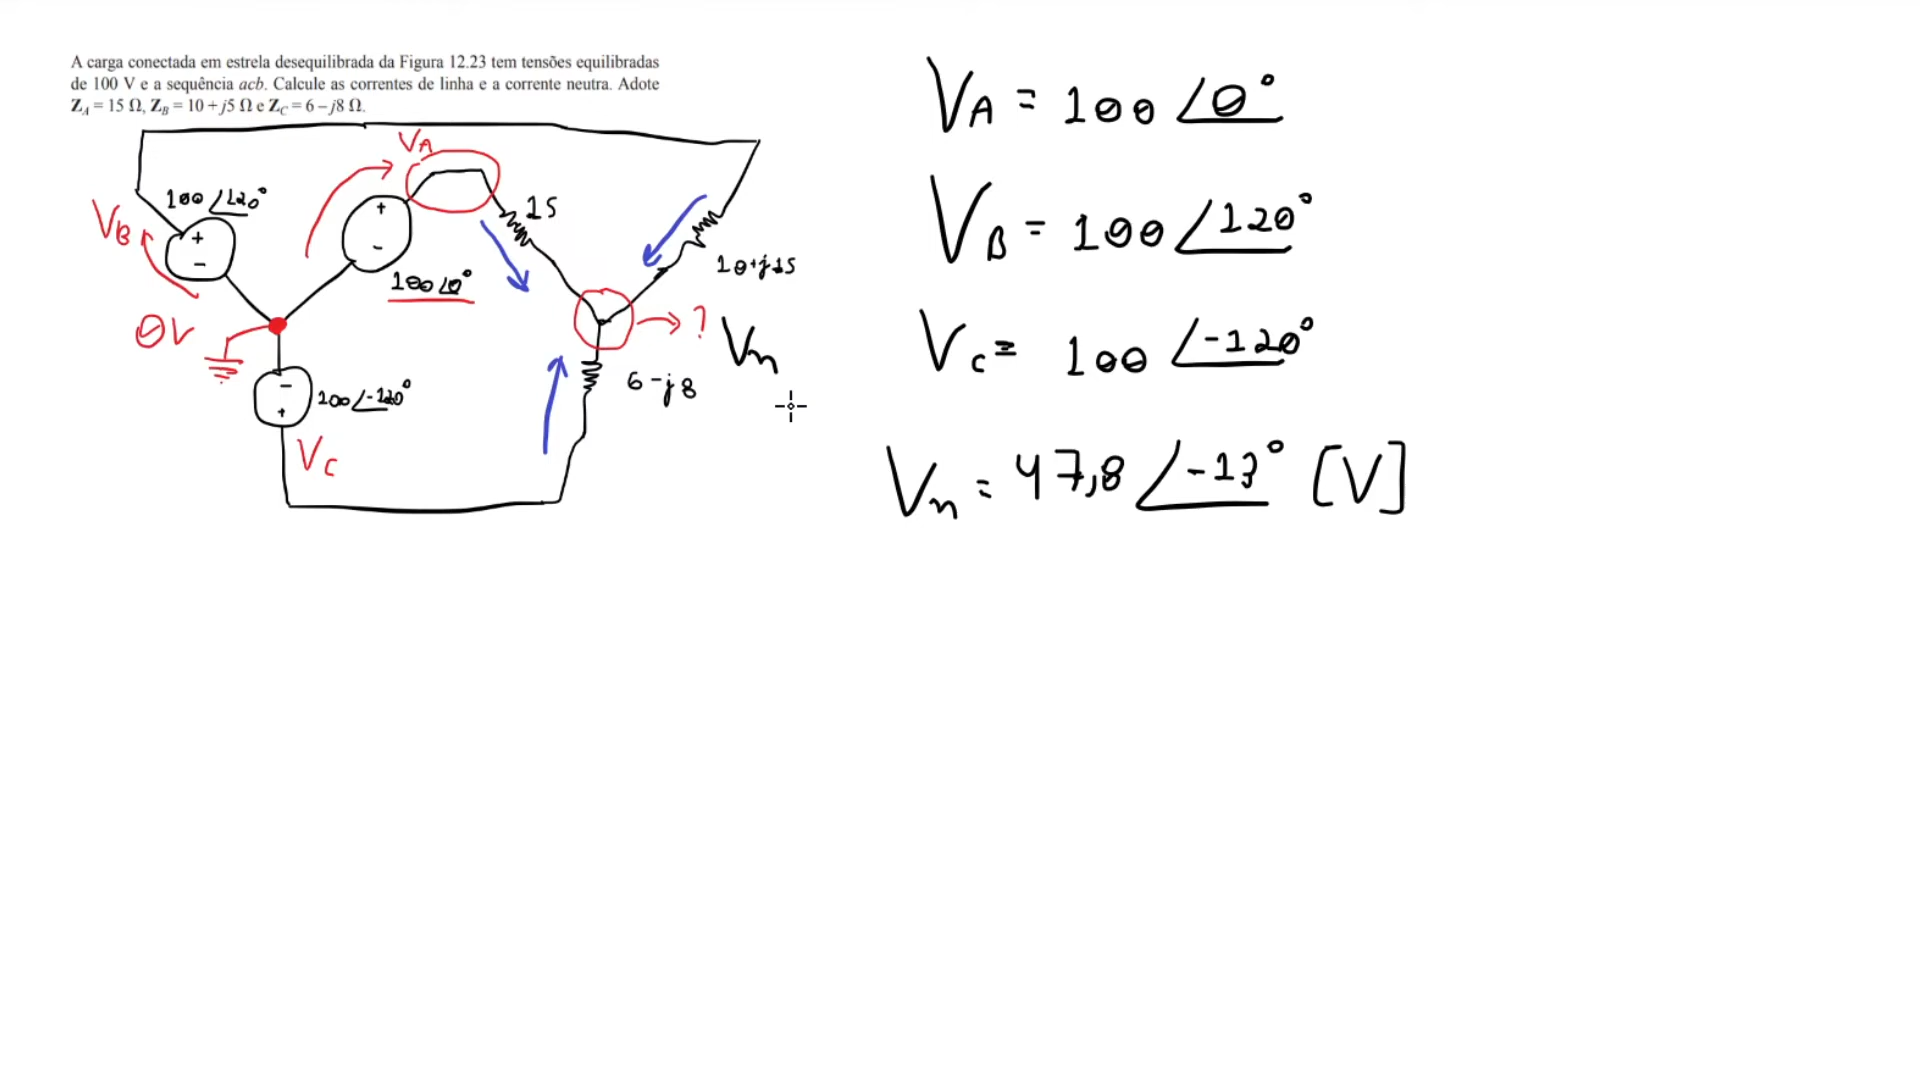 A carga conectada em estrela desequilibrada da Figura 12.23 tem tensões equilibradas
de 100 V e a sequência acb. Calcule as correntes de linha e a corrente neutra. Adote
Z_A = 15 Ω, Z_B = 10 + j5 Ω e Z_C = 6 – j8 Ω.
V_A
100 ∠120°
V_B
+
-
+
-
100 ∠0°
15
10+j15
0V
? V_n
6-j8
-
+
100 ∠-120°
V_C
V_A = 100 ∠0°
V_B = 100 ∠120°
V_C = 100 ∠-120°
V_n = 47,8 ∠-13° [V]